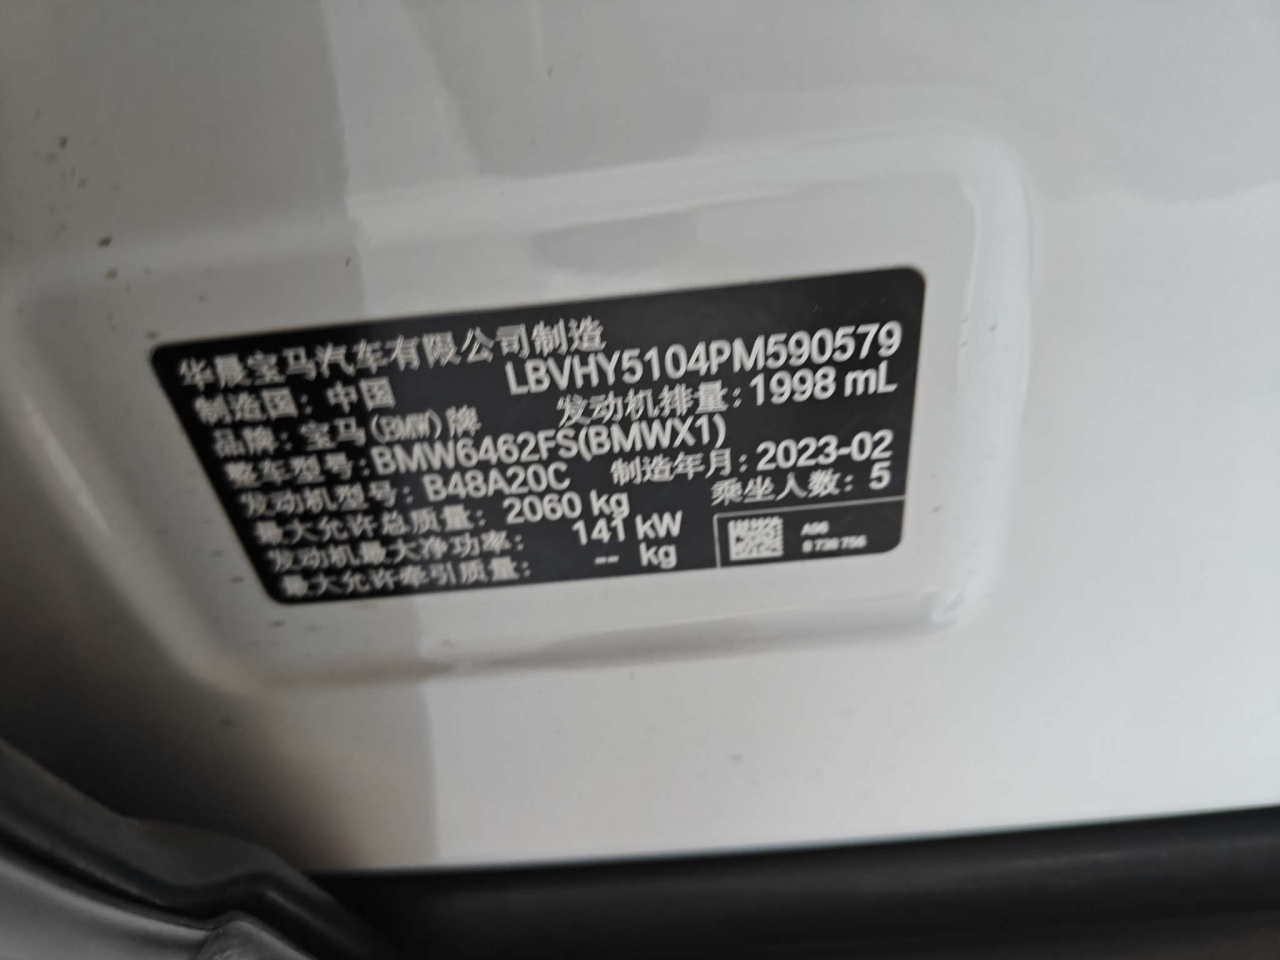 华晨宝马汽车有限公司制造
制造国：中国 LBVHY5104PM590579
品牌：宝马(BMW)牌 发动机排量：1998 mL
整车型号：BMW6462FS(BMWX1)
发动机型号：B48A20C 制造年月：2023-02
最大允许总质量：2060 kg 乘坐人数：5
发动机最大净功率：141 kW
最大允许牵引质量：-- kg
A96
8 736 756